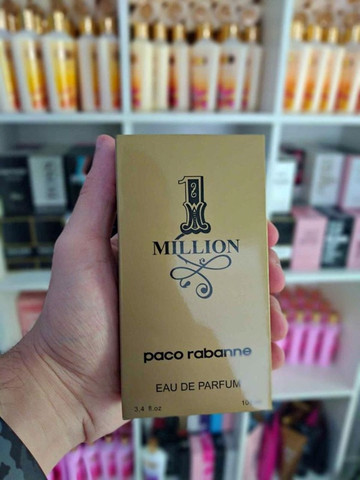 1
MILLION
paco rabanne
EAU DE PARFUM
3.4 fl oz